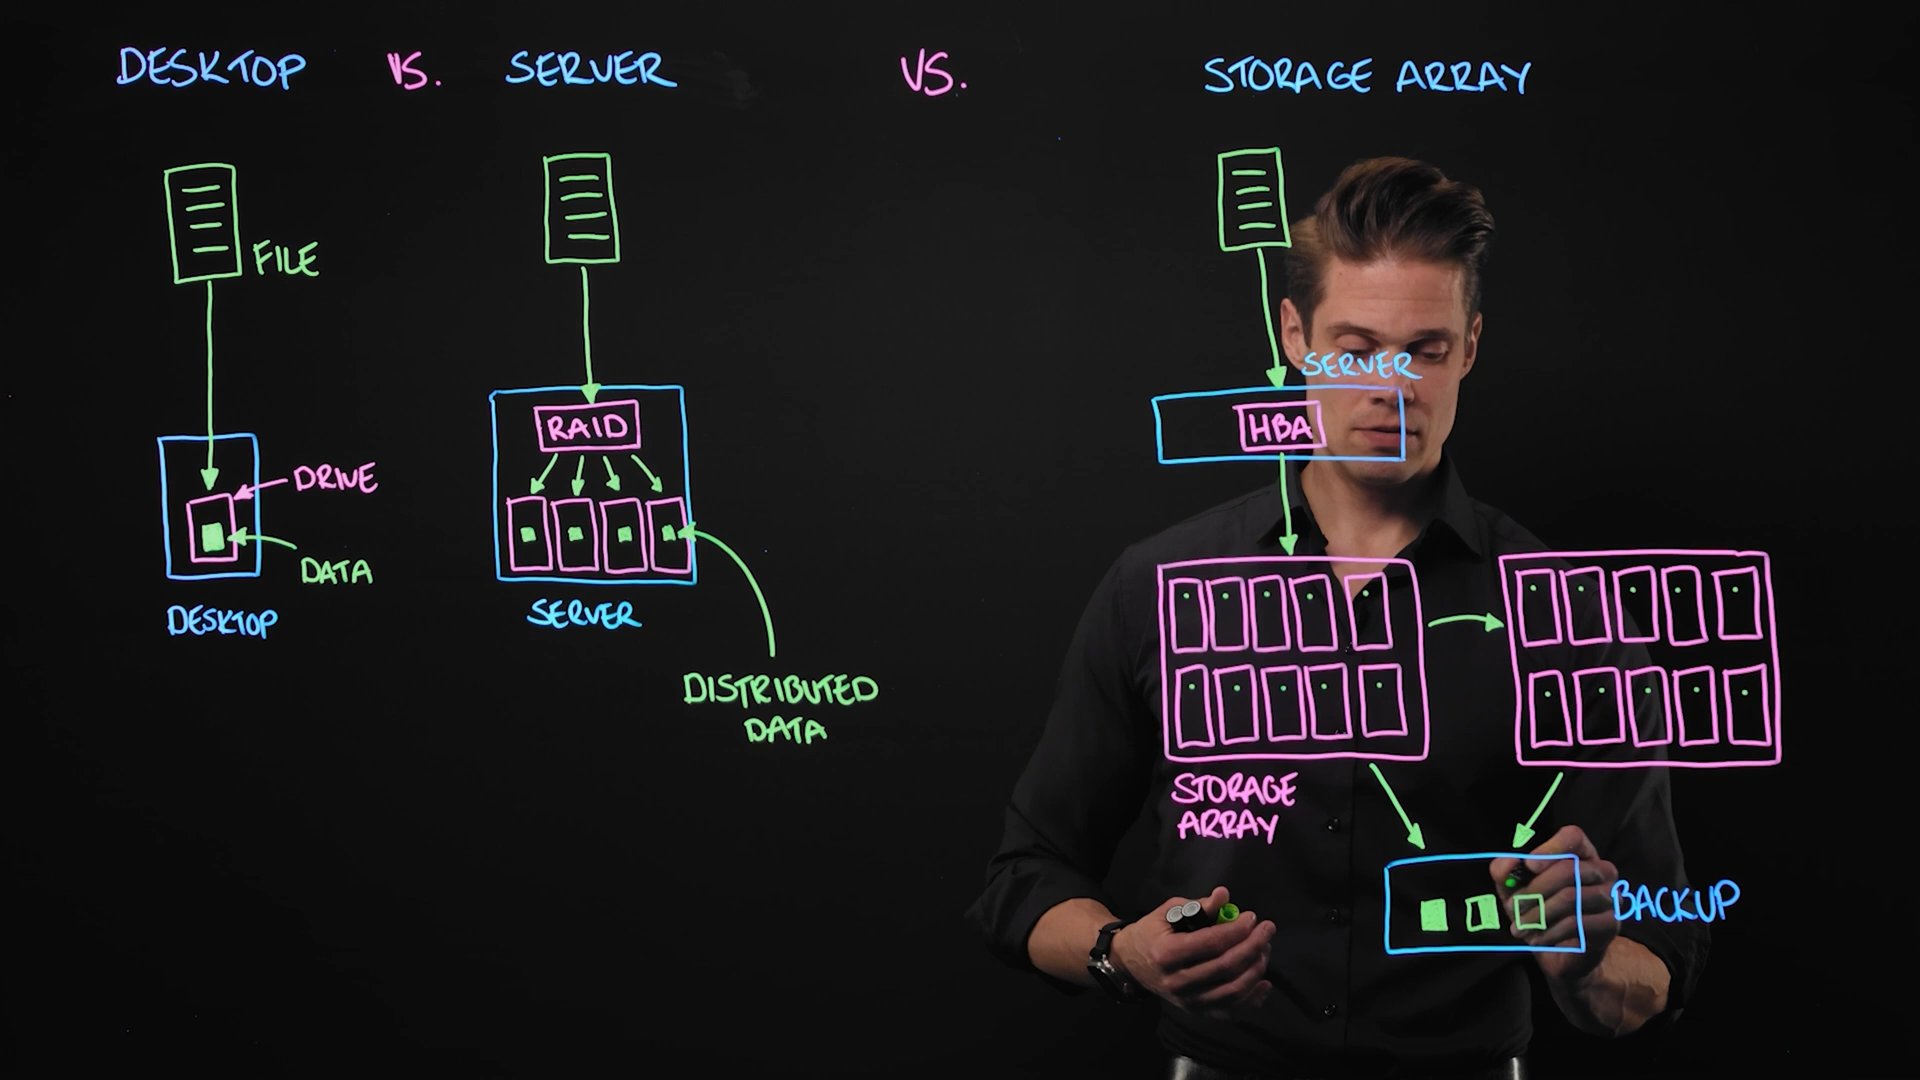 DESKTOP VS. SERVER VS. STORAGE ARRAY
FILE
DRIVE
DATA
DESKTOP
RAID
SERVER
DISTRIBUTED
DATA
SERVER
HBA
STORAGE
ARRAY
BACKUP